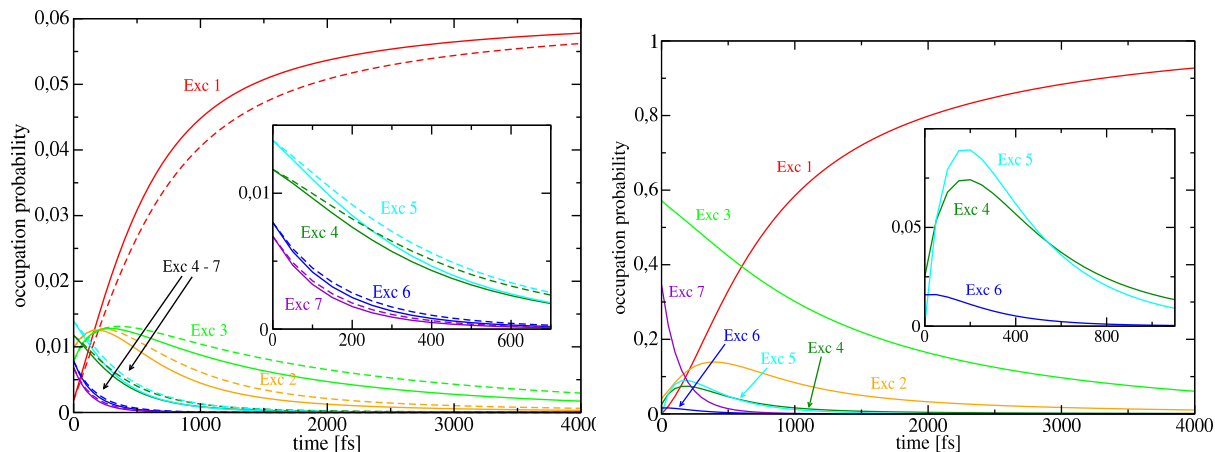 0,06
0,05
0,04
0,03
0,02
0,01
0
occupation probability
Exc 1
Exc 4 - 7
Exc 3
Exc 2
0
1000
2000
3000
4000
time [fs]
0,01
0
Exc 5
Exc 4
Exc 6
Exc 7
0
200
400
600
1
0,8
0,6
0,4
0,2
0
occupation probability
Exc 1
Exc 3
Exc 7
Exc 6
Exc 5
Exc 4
Exc 2
0
1000
2000
3000
4000
time [fs]
0,05
0
Exc 5
Exc 4
Exc 6
0
400
800